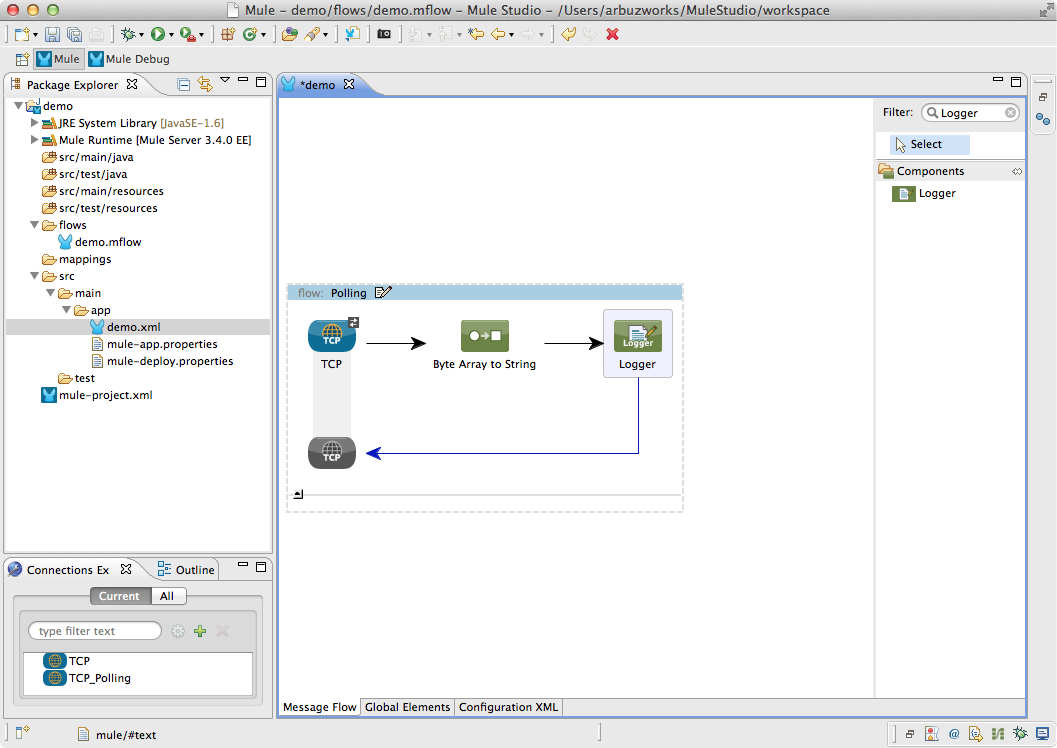 Mule - demo/flows/demo.mflow - Mule Studio - /Users/arbuzworks/MuleStudio/workspace
Mule Mule Debug
Package Explorer
demo
JRE System Library [JavaSE-1.6]
Mule Runtime [Mule Server 3.4.0 EE]
src/main/java
src/test/java
src/main/resources
src/test/resources
flows
demo.mflow
mappings
src
main
app
demo.xml
mule-app.properties
mule-deploy.properties
test
mule-project.xml
Connections Ex Outline
Current All
type filter text
TCP
TCP_Polling
*demo
flow: Polling
TCP
TCP
Byte Array to String
Logger
Logger
TCP
Message Flow Global Elements Configuration XML
Filter: Logger
Select
Components
Logger
mule/#text